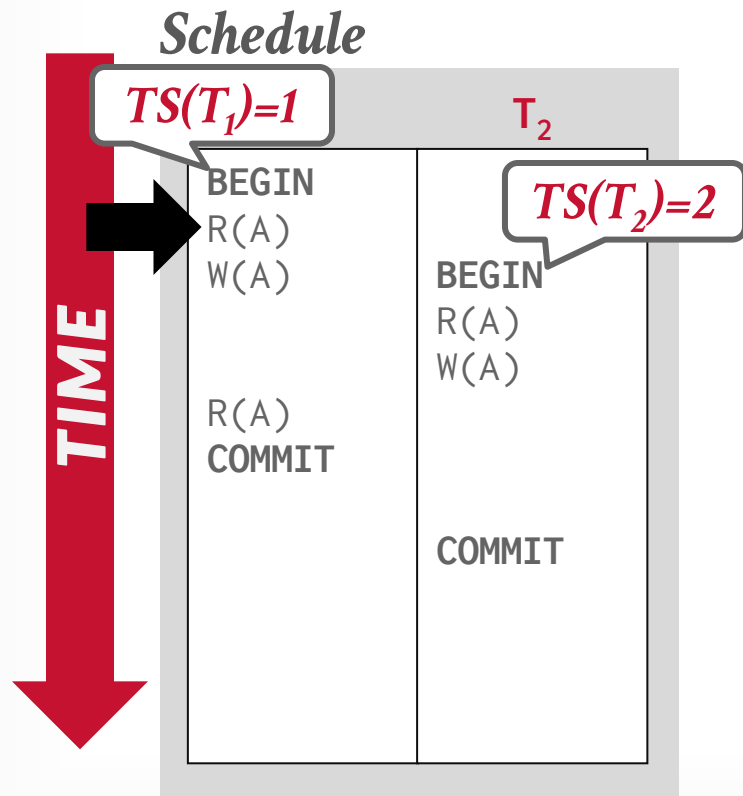 Schedule
TS(T₁)=1
T₂
BEGIN
TS(T₂)=2
R(A)
W(A)
BEGIN
R(A)
W(A)
R(A)
COMMIT
COMMIT
TIME